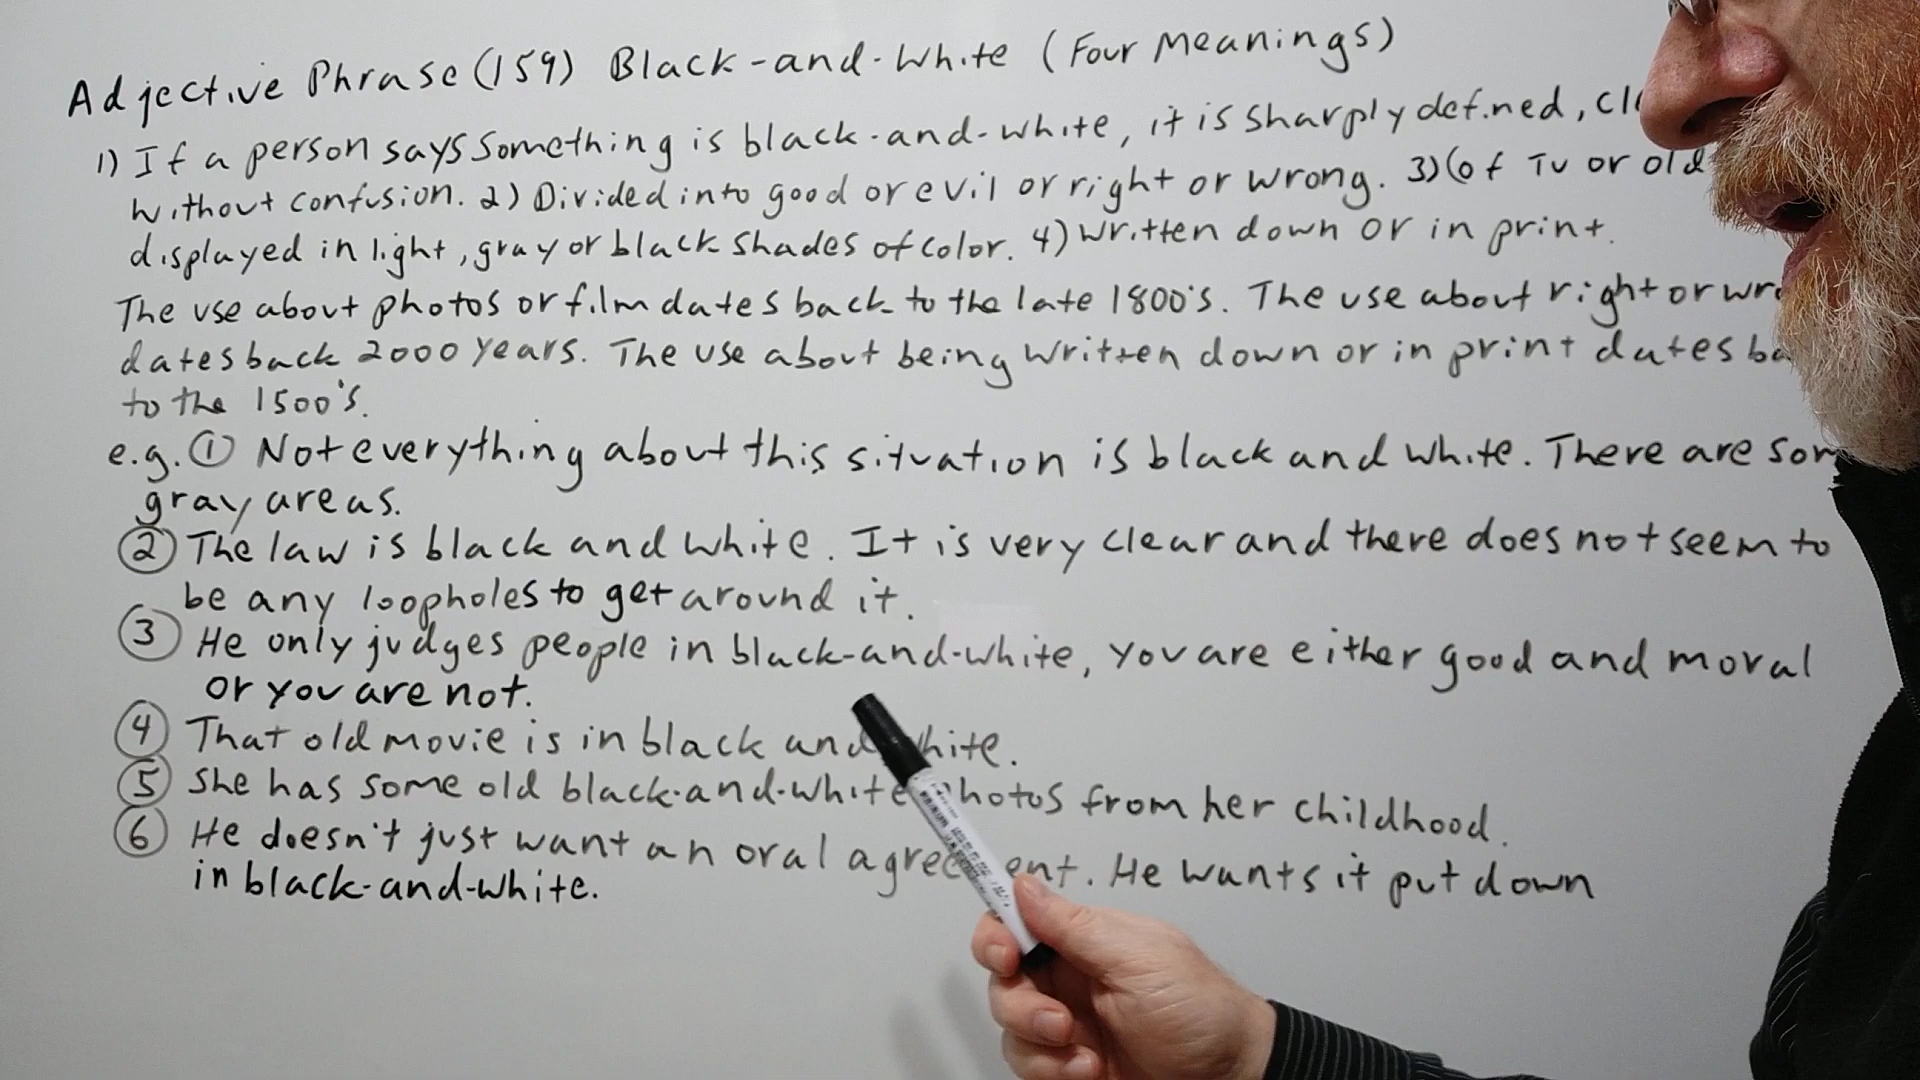 Adjective Phrase (159) Black-and-White (Four Meanings)
1) If a person says something is black-and-white, it is sharply defined,
without confusion. 2) Divided into good or evil or right or wrong. 3) (of TV or old
displayed in light, gray or black shades of color. 4) Written down or in print.
The use about photos or film dates back to the late 1800's. The use about right or
dates back 2000 years. The use about being written down or in print dates
to the 1500's.
e.g. ① Not everything about this situation is black and white. There are
gray areas.
② The law is black and white. It is very clear and there does not seem to
be any loopholes to get around it.
③ He only judges people in black-and-white, you are either good and moral
or you are not.
④ That old movie is in black and white.
⑤ She has some old black-and-white photos from her childhood.
⑥ He doesn't just want an oral agreement. He wants it put down
in black-and-white.